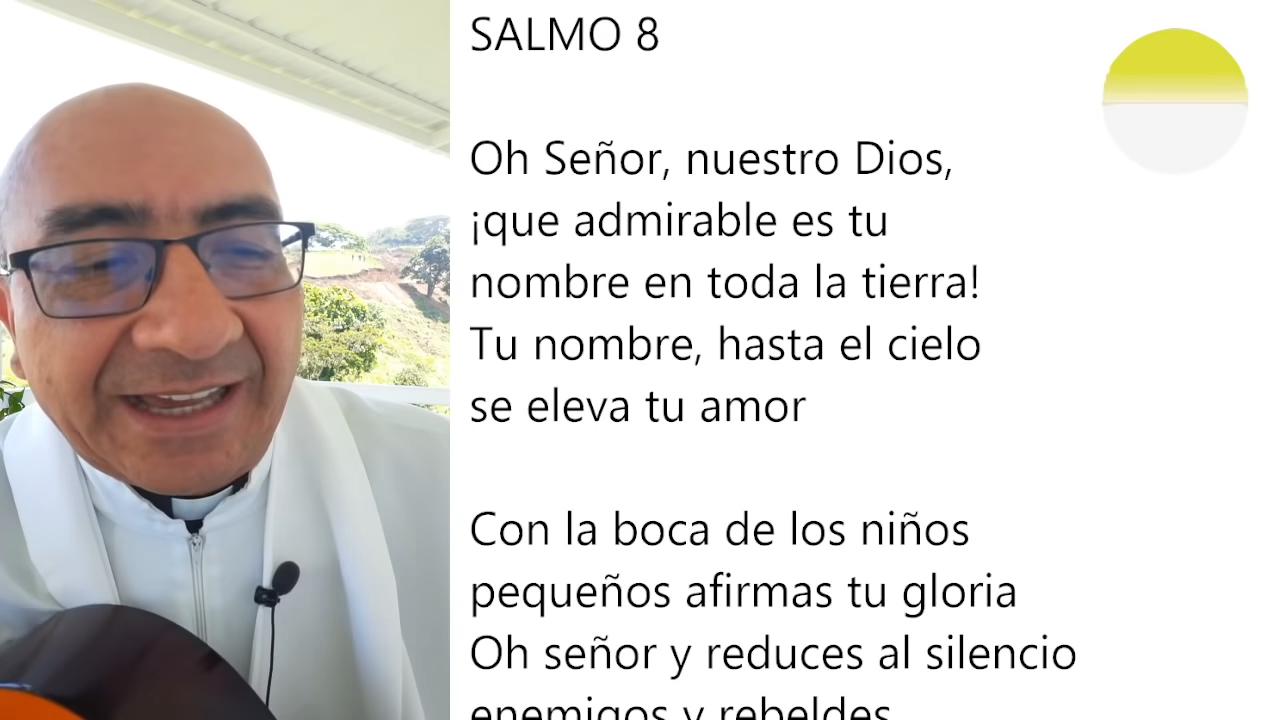 SALMO 8
Oh Señor, nuestro Dios,
¡que admirable es tu
nombre en toda la tierra!
Tu nombre, hasta el cielo
se eleva tu amor
Con la boca de los niños
pequeños afirmas tu gloria
Oh señor y reduces al silencio
enemigos y rebeldes